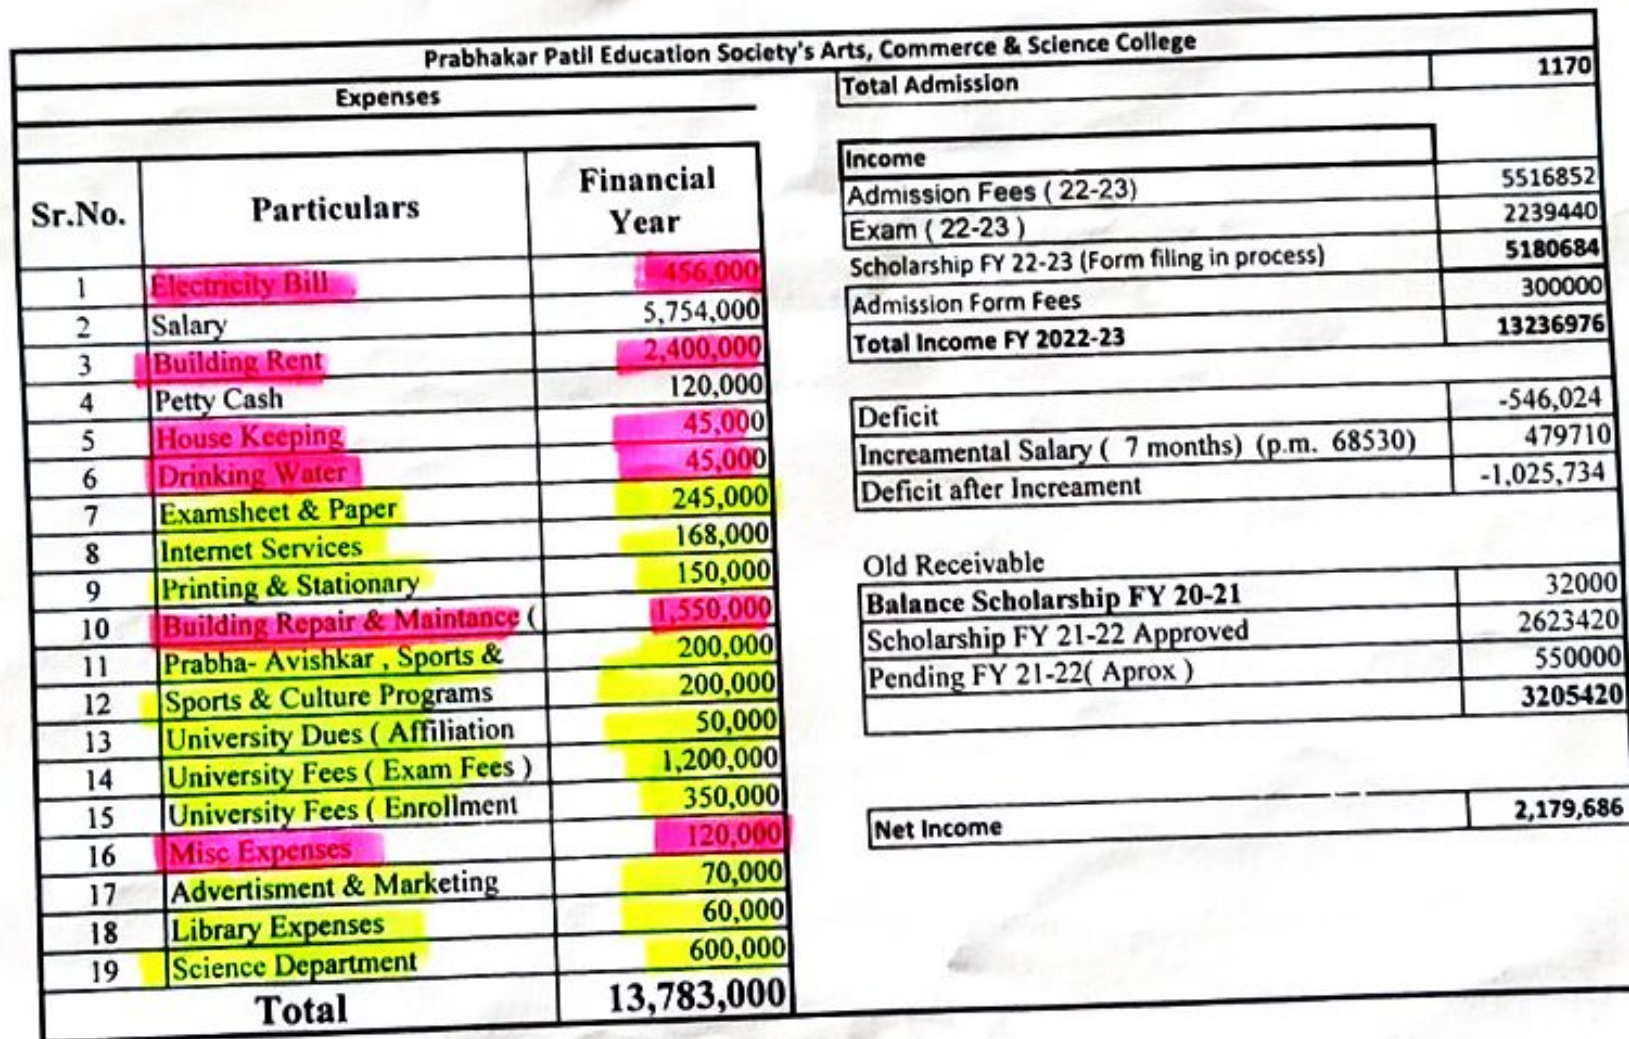 Prabhakar Patil Education Society's Arts, Commerce & Science College
Expenses
Sr.No. Particulars Financial Year
1 Electricity Bill 456,000
2 Salary 5,754,000
3 Building Rent 2,400,000
4 Petty Cash 120,000
5 House Keeping 45,000
6 Drinking Water 45,000
7 Examsheet & Paper 245,000
8 Internet Services 168,000
9 Printing & Stationary 150,000
10 Building Repair & Maintance ( 1,550,000
11 Prabha- Avishkar , Sports & 200,000
12 Sports & Culture Programs 200,000
13 University Dues ( Affiliation 50,000
14 University Fees ( Exam Fees ) 1,200,000
15 University Fees ( Enrollment 350,000
16 Misc Expenses 120,000
17 Advertisment & Marketing 70,000
18 Library Expenses 60,000
19 Science Department 600,000
Total 13,783,000
Total Admission 1170
Income
Admission Fees ( 22-23) 5516852
Exam ( 22-23 ) 2239440
Scholarship FY 22-23 (Form filing in process) 5180684
Admission Form Fees 300000
Total Income FY 2022-23 13236976
Deficit -546,024
Increamental Salary ( 7 months) (p.m. 68530) 479710
Deficit after Increament -1,025,734
Old Receivable
Balance Scholarship FY 20-21 32000
Scholarship FY 21-22 Approved 2623420
Pending FY 21-22( Aprox ) 550000
3205420
Net Income 2,179,686